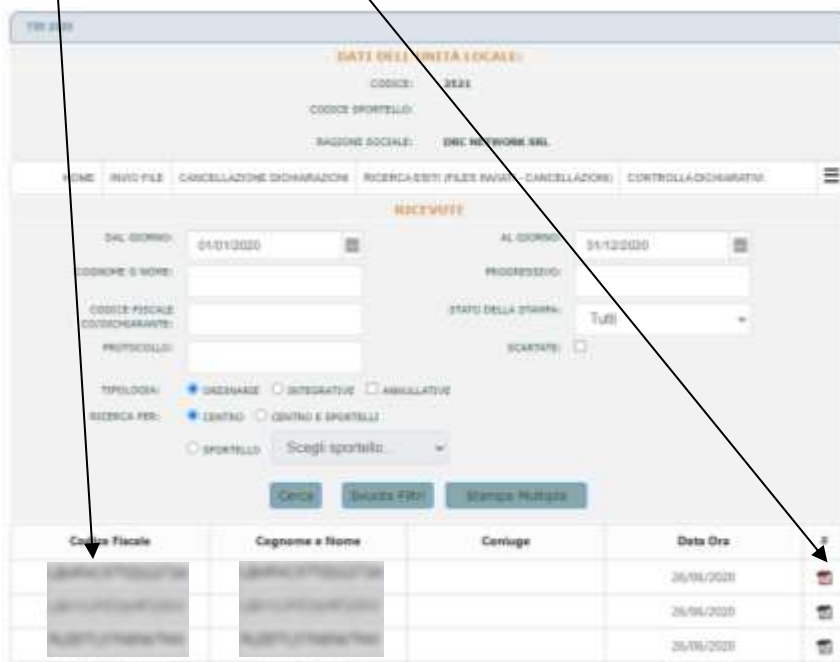 730 2020
DATI DELL'UNITÀ LOCALE:
CODICE: 3521
CODICE SPORTELLO:
RAGIONE SOCIALE: DRC NETWORK SRL
HOME INVIO FILE CANCELLAZIONE DICHIARAZIONI RICERCA ESITI (FILES INVIATI - CANCELLAZIONI) CONTROLLA DICHIARATIVI
RICEVUTE
DAL GIORNO: 01/01/2020 AL GIORNO: 31/12/2020
COGNOME O NOME: PROGRESSIVO:
CODICE FISCALE CO/DICHIARANTE: STATO DELLA STAMPA: Tutti
PROTOCOLLO: SCARTATE:
TIPOLOGIA: ORDINARIE INTEGRATIVE ANNULLATIVE
RICERCA PER: CENTRO CENTRO E SPORTELLI
SPORTELLO Scegli sportello...
Cerca Svuota Filtri Stampa Multipla
Codice Fiscale Cognome e Nome Coniuge Data Ora #
26/06/2020
26/06/2020
26/06/2020